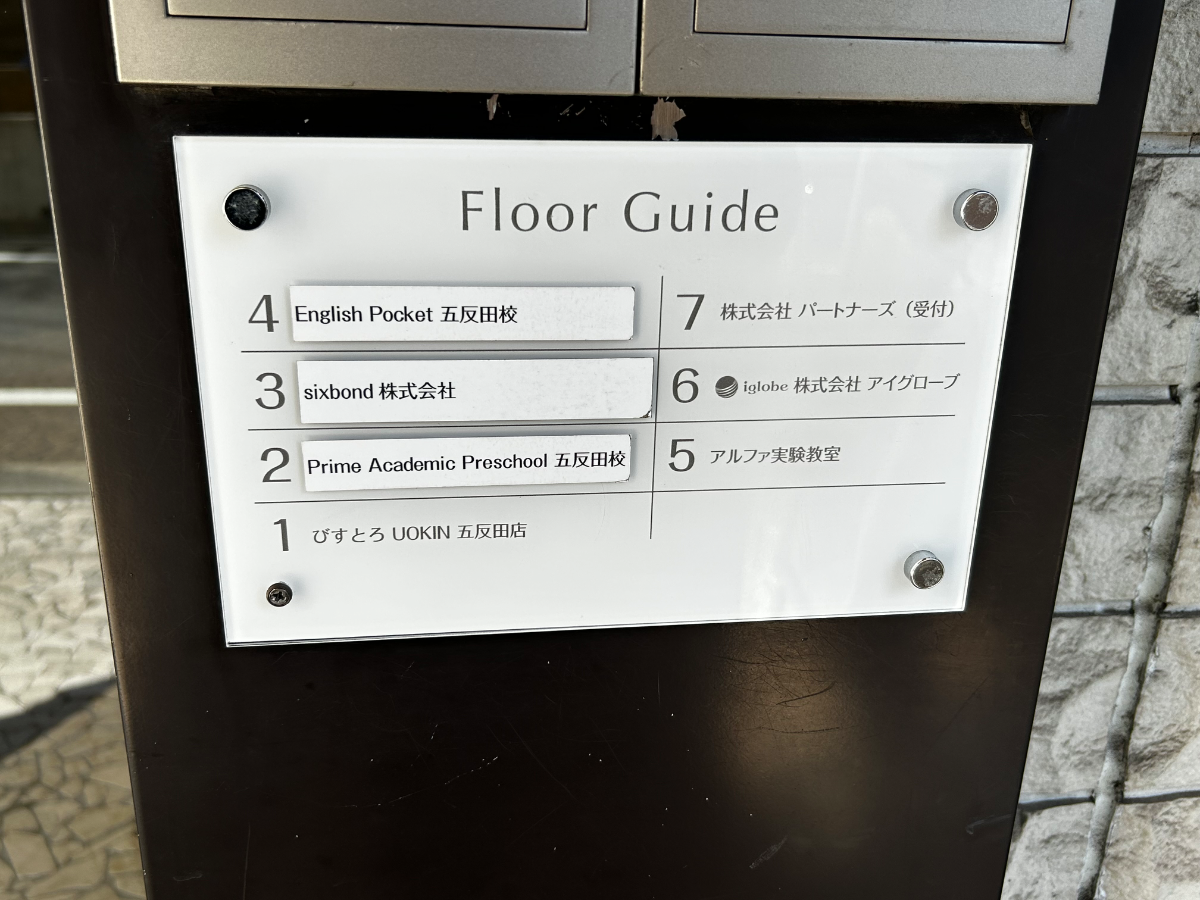 Floor Guide
4 English Pocket 五反田校
3 sixbond 株式会社
2 Prime Academic Preschool 五反田校
1 びすとろ UOKIN 五反田店
7 株式会社 パートナーズ（受付）
6 iglobe 株式会社 アイグローブ
5 アルファ実験教室